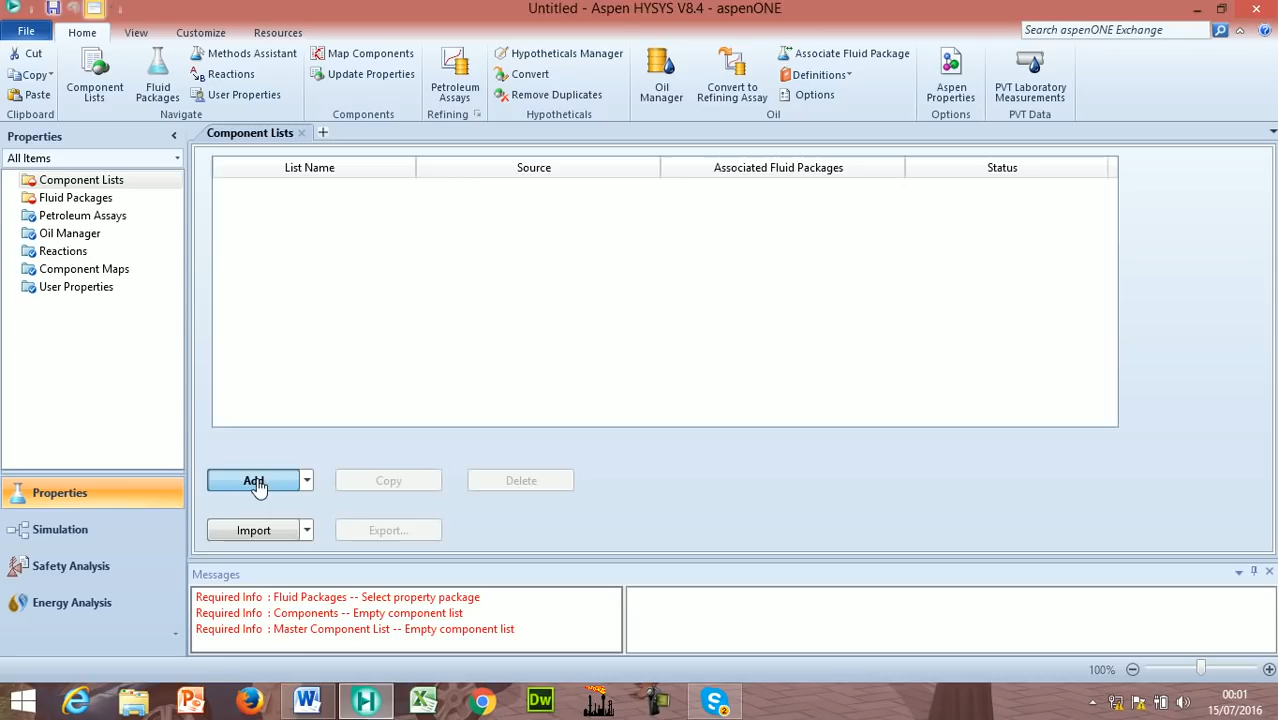 Untitled - Aspen HYSYS V8.4 - aspenONE
File Home View Customize Resources
Search aspenONE Exchange
Cut
Copy
Paste
Clipboard
Component Lists
Fluid Packages
Methods Assistant
Reactions
User Properties
Navigate
Map Components
Update Properties
Components
Petroleum Assays
Refining
Hypotheticals Manager
Convert
Remove Duplicates
Hypotheticals
Oil Manager
Convert to Refining Assay
Associate Fluid Package
Definitions
Options
Oil
Aspen Properties
Options
PVT Laboratory Measurements
PVT Data
Properties
All Items
Component Lists
Fluid Packages
Petroleum Assays
Oil Manager
Reactions
Component Maps
User Properties
Properties
Simulation
Safety Analysis
Energy Analysis
Component Lists
List Name Source Associated Fluid Packages Status
Add Copy Delete
Import Export...
Messages
Required Info : Fluid Packages -- Select property package
Required Info : Components -- Empty component list
Required Info : Master Component List -- Empty component list
100%
Dw
2
00:01
15/07/2016